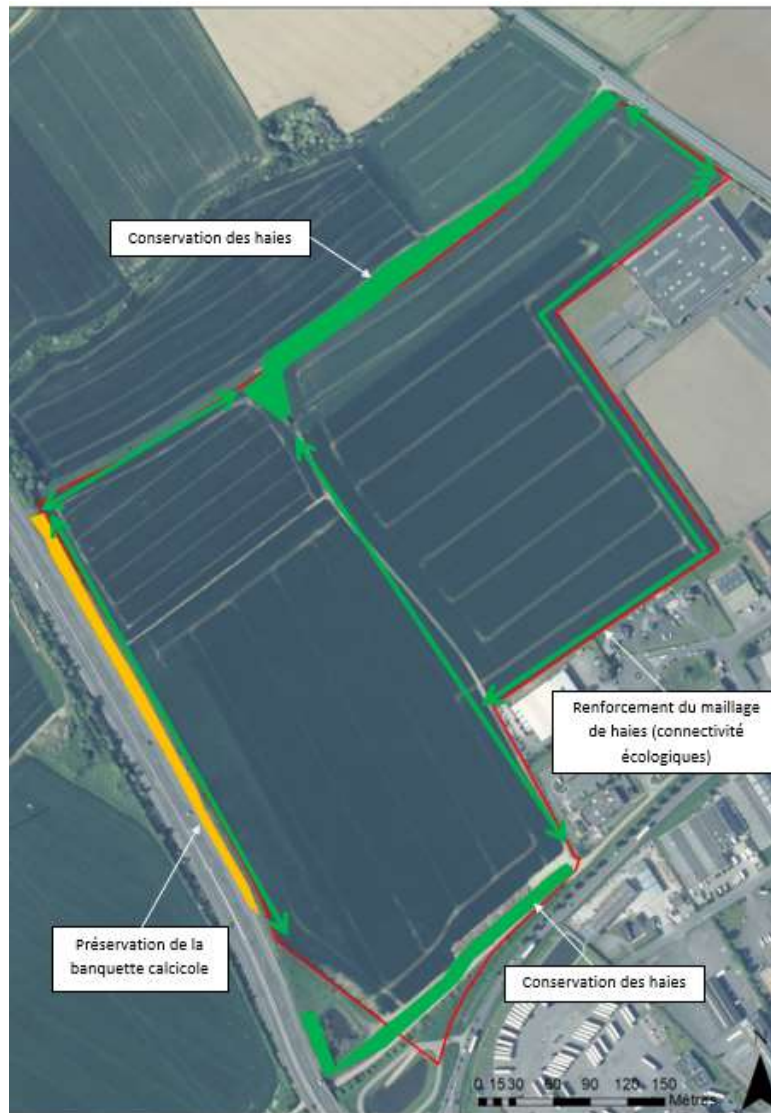 Conservation des haies
Renforcement du maillage
de haies (connectivité
écologiques)
Préservation de la
banquette calcicole
Conservation des haies
N
0 15 30 60 90 120 150
Mètres